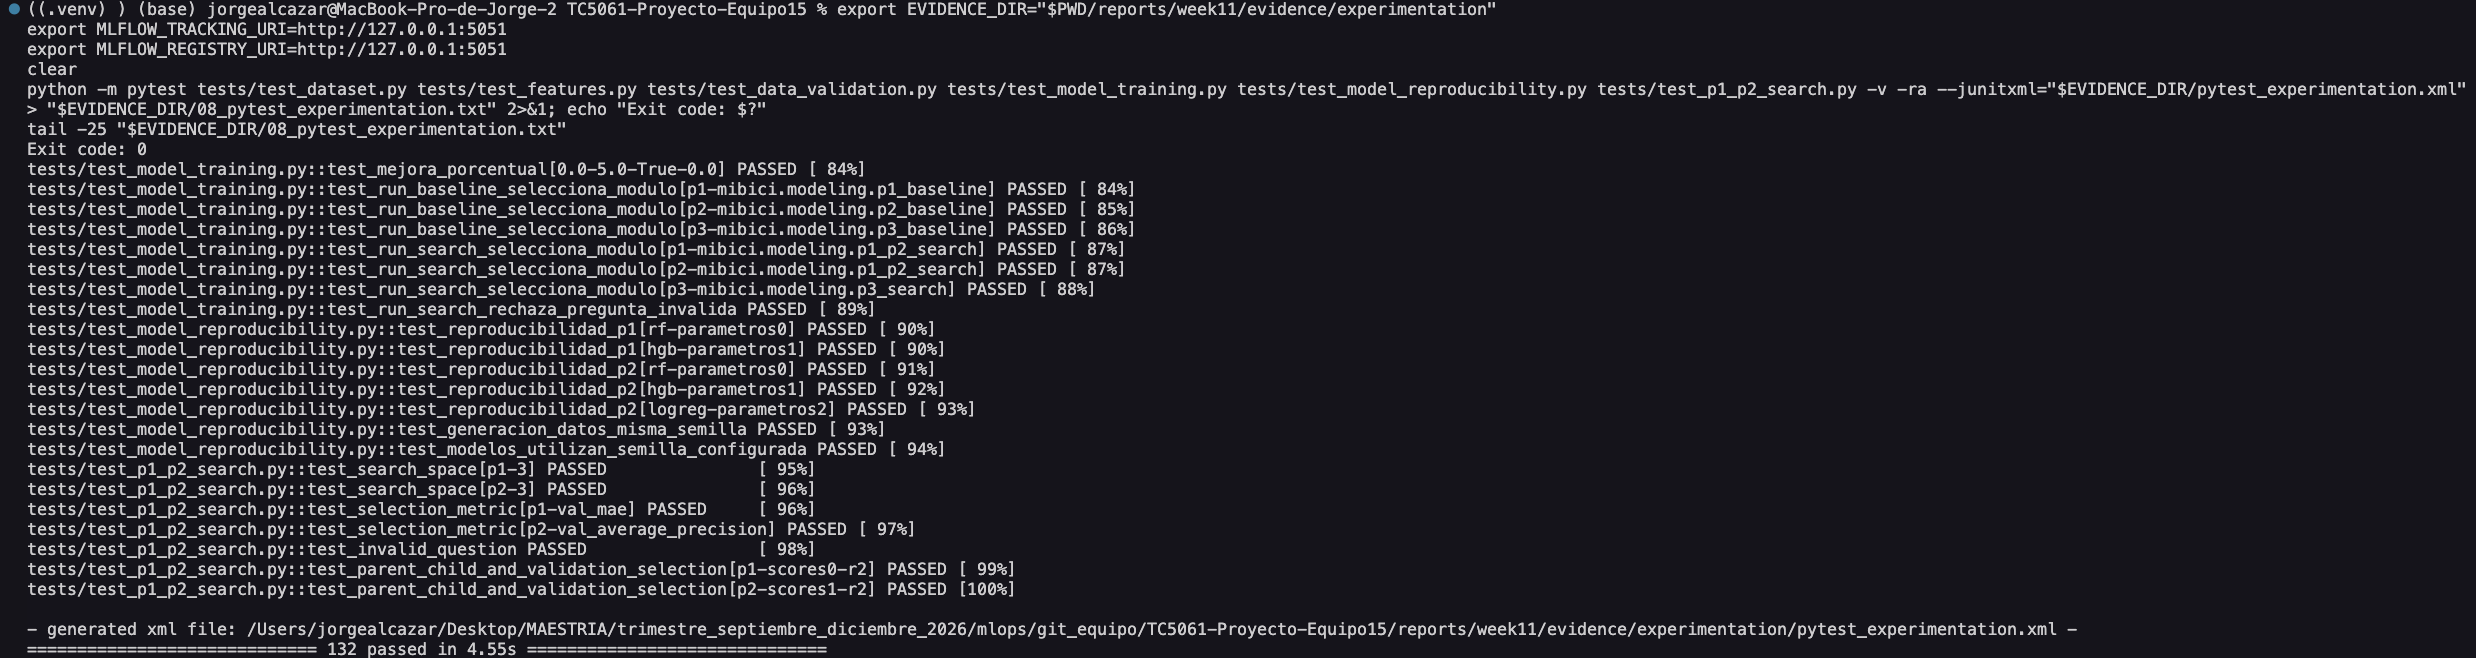 ((.venv) ) (base) jorgealcazar@MacBook-Pro-de-Jorge-2 TC5061-Proyecto-Equipo15 % export EVIDENCE_DIR="$PWD/reports/week11/evidence/experimentation"
export MLFLOW_TRACKING_URI=http://127.0.0.1:5051
export MLFLOW_REGISTRY_URI=http://127.0.0.1:5051
clear
python -m pytest tests/test_dataset.py tests/test_features.py tests/test_data_validation.py tests/test_model_training.py tests/test_model_reproducibility.py tests/test_p1_p2_search.py -v -ra --junitxml="$EVIDENCE_DIR/pytest_experimentation.xml"
> "$EVIDENCE_DIR/08_pytest_experimentation.txt" 2>&1; echo "Exit code: $?"
tail -25 "$EVIDENCE_DIR/08_pytest_experimentation.txt"
Exit code: 0
tests/test_model_training.py::test_mejora_porcentual[0.0-5.0-True-0.0] PASSED [ 84%]
tests/test_model_training.py::test_run_baseline_selecciona_modulo[p1-mibici.modeling.p1_baseline] PASSED [ 84%]
tests/test_model_training.py::test_run_baseline_selecciona_modulo[p2-mibici.modeling.p2_baseline] PASSED [ 85%]
tests/test_model_training.py::test_run_baseline_selecciona_modulo[p3-mibici.modeling.p3_baseline] PASSED [ 86%]
tests/test_model_training.py::test_run_search_selecciona_modulo[p1-mibici.modeling.p1_p2_search] PASSED [ 87%]
tests/test_model_training.py::test_run_search_selecciona_modulo[p2-mibici.modeling.p1_p2_search] PASSED [ 87%]
tests/test_model_training.py::test_run_search_selecciona_modulo[p3-mibici.modeling.p3_search] PASSED [ 88%]
tests/test_model_training.py::test_run_search_rechaza_pregunta_invalida PASSED [ 89%]
tests/test_model_reproducibility.py::test_reproducibilidad_p1[rf-parametros0] PASSED [ 90%]
tests/test_model_reproducibility.py::test_reproducibilidad_p1[hgb-parametros1] PASSED [ 90%]
tests/test_model_reproducibility.py::test_reproducibilidad_p2[rf-parametros0] PASSED [ 91%]
tests/test_model_reproducibility.py::test_reproducibilidad_p2[hgb-parametros1] PASSED [ 92%]
tests/test_model_reproducibility.py::test_reproducibilidad_p2[logreg-parametros2] PASSED [ 93%]
tests/test_model_reproducibility.py::test_generacion_datos_misma_semilla PASSED [ 93%]
tests/test_model_reproducibility.py::test_modelos_utilizan_semilla_configurada PASSED [ 94%]
tests/test_p1_p2_search.py::test_search_space[p1-3] PASSED [ 95%]
tests/test_p1_p2_search.py::test_search_space[p2-3] PASSED [ 96%]
tests/test_p1_p2_search.py::test_selection_metric[p1-val_mae] PASSED [ 96%]
tests/test_p1_p2_search.py::test_selection_metric[p2-val_average_precision] PASSED [ 97%]
tests/test_p1_p2_search.py::test_invalid_question PASSED [ 98%]
tests/test_p1_p2_search.py::test_parent_child_and_validation_selection[p1-scores0-r2] PASSED [ 99%]
tests/test_p1_p2_search.py::test_parent_child_and_validation_selection[p2-scores1-r2] PASSED [100%]
- generated xml file: /Users/jorgealcazar/Desktop/MAESTRIA/trimestre_septiembre_diciembre_2026/mlops/git_equipo/TC5061-Proyecto-Equipo15/reports/week11/evidence/experimentation/pytest_experimentation.xml -
============================= 132 passed in 4.55s ==============================